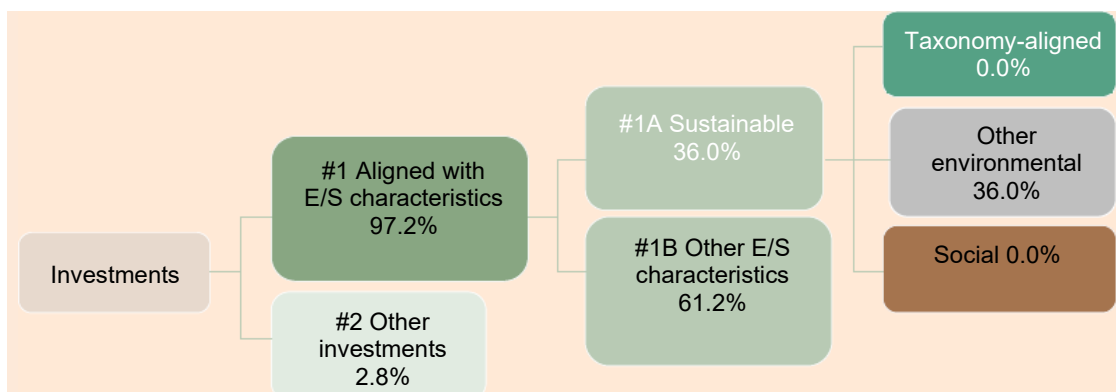 Investments
#1 Aligned with
E/S characteristics
97.2%
#2 Other
investments
2.8%
#1A Sustainable
36.0%
#1B Other E/S
characteristics
61.2%
Taxonomy-aligned
0.0%
Other
environmental
36.0%
Social 0.0%